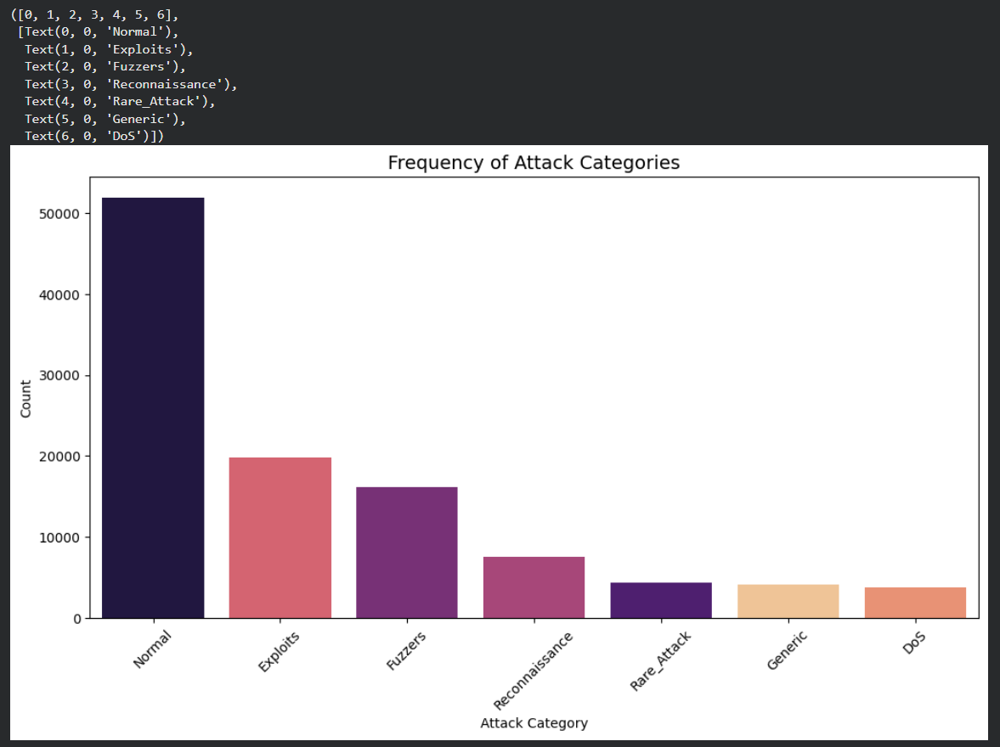 ([0, 1, 2, 3, 4, 5, 6],
 [Text(0, 0, 'Normal'),
  Text(1, 0, 'Exploits'),
  Text(2, 0, 'Fuzzers'),
  Text(3, 0, 'Reconnaissance'),
  Text(4, 0, 'Rare_Attack'),
  Text(5, 0, 'Generic'),
  Text(6, 0, 'DoS')])
Frequency of Attack Categories
50000
40000
30000
20000
10000
0
Count
Normal
Exploits
Fuzzers
Reconnaissance
Rare_Attack
Generic
DoS
Attack Category